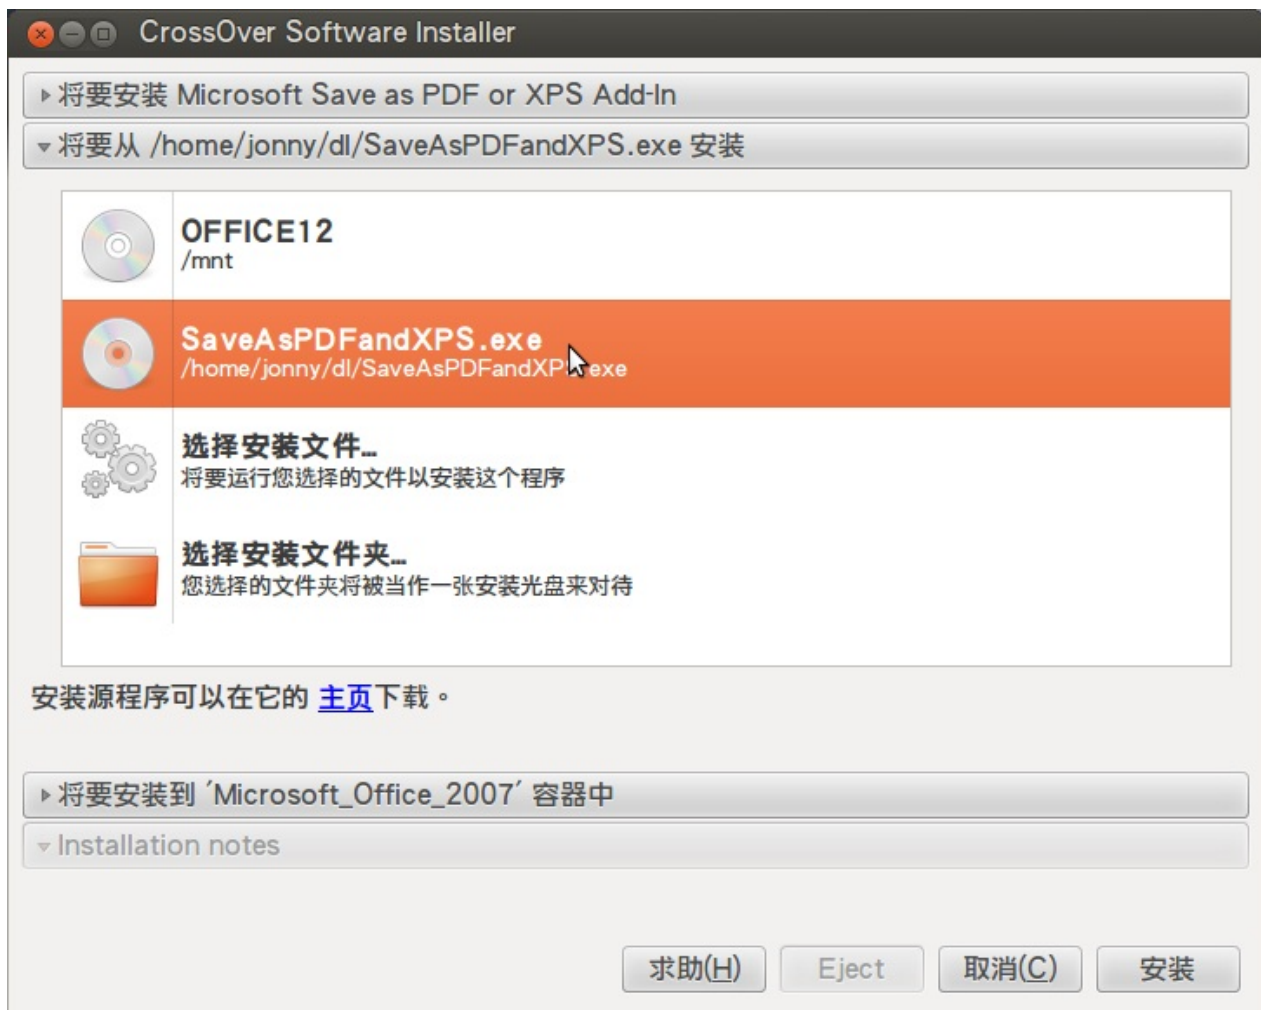 CrossOver Software Installer
将要安装 Microsoft Save as PDF or XPS Add-In
将要从 /home/jonny/dl/SaveAsPDFandXPS.exe 安装
OFFICE12
/mnt
SaveAsPDFandXPS.exe
/home/jonny/dl/SaveAsPDFandXPS.exe
选择安装文件...
将要运行您选择的文件以安装这个程序
选择安装文件夹...
您选择的文件夹将被当作一张安装光盘来对待
安装源程序可以在它的 主页下载。
将要安装到 ′Microsoft_Office_2007′ 容器中
Installation notes
求助(H)
Eject
取消(C)
安装